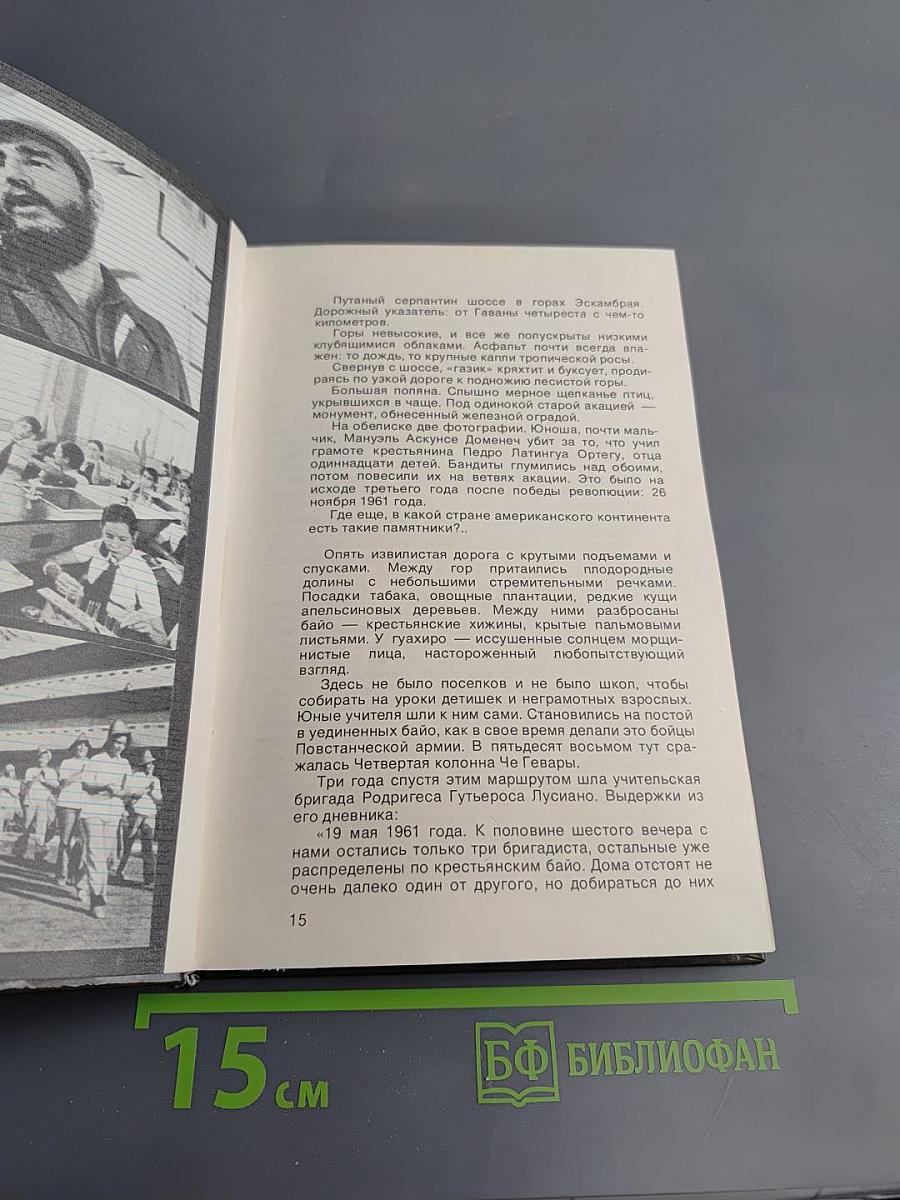 Путаный серпантин шоссе в горах Эскамбрая.
Дорожный указатель: от Гаваны четыреста с чем-то
километров.
Горы невысокие, и все же полускрыты низкими
клубящимися облаками. Асфальт почти всегда вла-
жен: то дождь, то крупные капли тропической росы.
Свернув с шоссе, «газик» кряхтит и буксует, проди-
раясь по узкой дороге к подножию лесистой горы.
Большая поляна. Слышно мерное щелканье птиц,
укрывшихся в чаще. Под одинокой старой акацией —
монумент, обнесенный железной оградой.
На обелиске две фотографии. Юноша, почти маль-
чик, Мануэль Аскунсе Доменеч убит за то, что учил
грамоте крестьянина Педро Латингуа Ортегу, отца
одиннадцати детей. Бандиты глумились над обоими,
потом повесили их на ветвях акации. Это было на
исходе третьего года после победы революции: 26
ноября 1961 года.
Где еще, в какой стране американского континента
есть такие памятники?..
Опять извилистая дорога с крутыми подъемами и
спусками. Между гор притаились плодородные
долины с небольшими стремительными речками.
Посадки табака, овощные плантации, редкие кущи
апельсиновых деревьев. Между ними разбросаны
байо — крестьянские хижины, крытые пальмовыми
листьями. У гуахиро — иссушенные солнцем морщи-
нистые лица, настороженный любопытствующий
взгляд.
Здесь не было поселков и не было школ, чтобы
собирать на уроки детишек и неграмотных взрослых.
Юные учителя шли к ним сами. Становились на постой
в уединенных байо, как в свое время делали это бойцы
Повстанческой армии. В пятьдесят восьмом тут сра-
жалась Четвертая колонна Че Гевары.
Три года спустя этим маршрутом шла учительская
бригада Родригеса Гутьероса Лусиано. Выдержки из
его дневника:
«19 мая 1961 года. К половине шестого вечера с
нами остались только три бригадиста, остальные уже
распределены по крестьянским байо. Дома отстоят не
очень далеко один от другого, но добираться до них
15
15 см
БФ БИБЛИОФАН